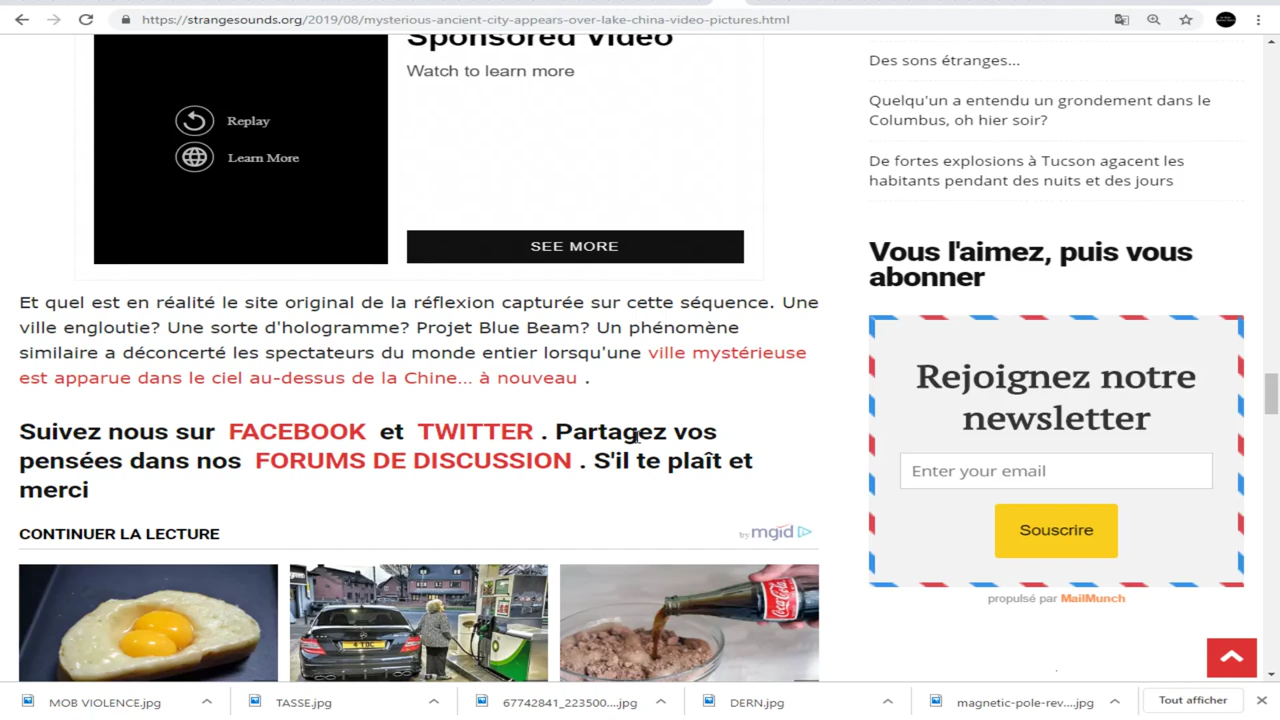 https://strangesounds.org/2019/08/mysterious-ancient-city-appears-over-lake-china-video-pictures.html
Sponsored Video
Watch to learn more
Replay
Learn More
SEE MORE
Et quel est en réalité le site original de la réflexion capturée sur cette séquence. Une
ville engloutie? Une sorte d'hologramme? Projet Blue Beam? Un phénomène
similaire a déconcerté les spectateurs du monde entier lorsqu'une ville mystérieuse
est apparue dans le ciel au-dessus de la Chine... à nouveau .
Suivez nous sur FACEBOOK et TWITTER . Partagez vos
pensées dans nos FORUMS DE DISCUSSION . S'il te plaît et
merci
CONTINUER LA LECTURE
by mgid
4 TDC
BP
Coca-Cola
Des sons étranges...
Quelqu'un a entendu un grondement dans le
Columbus, oh hier soir?
De fortes explosions à Tucson agacent les
habitants pendant des nuits et des jours
Vous l'aimez, puis vous
abonner
Rejoignez notre
newsletter
Enter your email
Souscrire
propulsé par MailMunch
MOB VIOLENCE.jpg
TASSE.jpg
67742841_223500....jpg
DERN.jpg
magnetic-pole-rev....jpg
Tout afficher